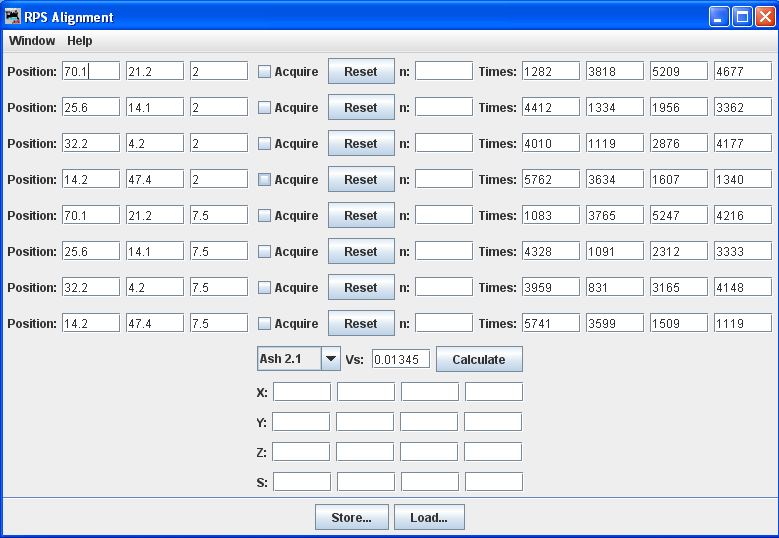 RPS Alignment
Window Help
Position: 70.1 21.2 2 Acquire Reset n: Times: 1282 3818 5209 4677
Position: 25.6 14.1 2 Acquire Reset n: Times: 4412 1334 1956 3362
Position: 32.2 4.2 2 Acquire Reset n: Times: 4010 1119 2876 4177
Position: 14.2 47.4 2 Acquire Reset n: Times: 5762 3634 1607 1340
Position: 70.1 21.2 7.5 Acquire Reset n: Times: 1083 3765 5247 4216
Position: 25.6 14.1 7.5 Acquire Reset n: Times: 4328 1091 2312 3333
Position: 32.2 4.2 7.5 Acquire Reset n: Times: 3959 831 3165 4148
Position: 14.2 47.4 7.5 Acquire Reset n: Times: 5741 3599 1509 1119
Ash 2.1 Vs: 0.01345 Calculate
X:
Y:
Z:
S:
Store... Load...